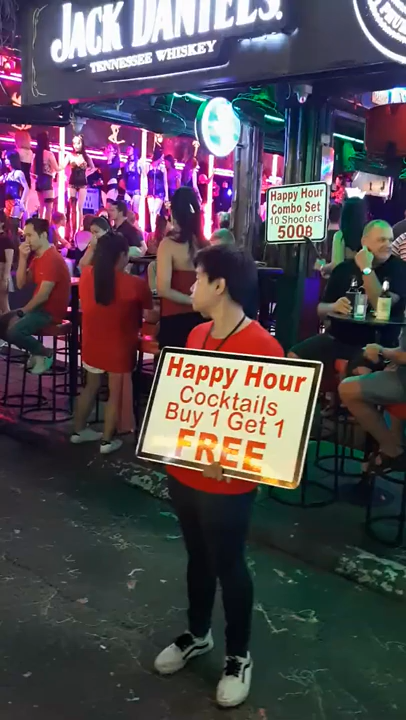 JACK DANIEL'S
TENNESSEE WHISKEY
Happy Hour
Combo Set
10 Shooters
500฿
Happy Hour
Cocktails
Buy 1 Get 1
FREE